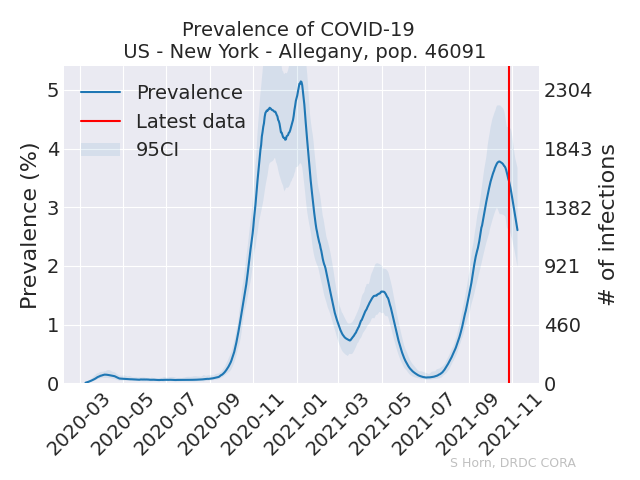 Prevalence of COVID-19
US - New York - Allegany, pop. 46091
Prevalence
Latest data
95CI
Prevalence (%)
5
4
3
2
1
0
2304
1843
1382
921
460
0
# of infections
2020-03
2020-05
2020-07
2020-09
2020-11
2021-01
2021-03
2021-05
2021-07
2021-09
2021-11
S Horn, DRDC CORA